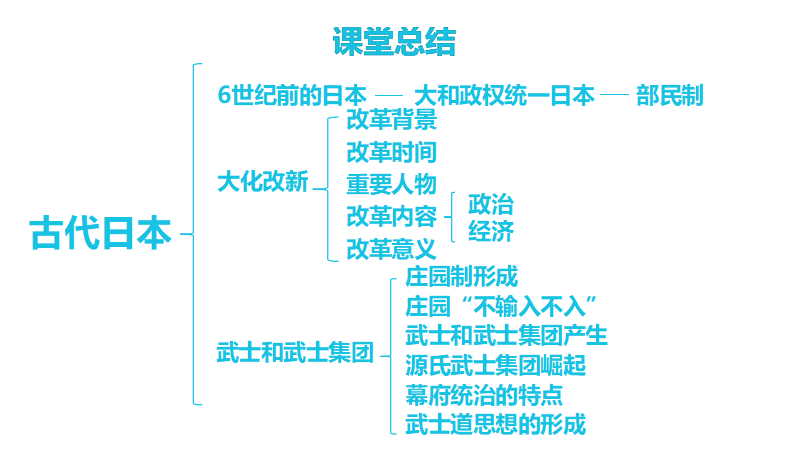 课堂总结
6世纪前的日本 大和政权统一日本 部民制
改革背景
改革时间
大化改新
重要人物
改革内容
政治
经济
改革意义
古代日本
庄园制形成
庄园“不输入不入”
武士和武士集团产生
武士和武士集团
源氏武士集团崛起
幕府统治的特点
武士道思想的形成